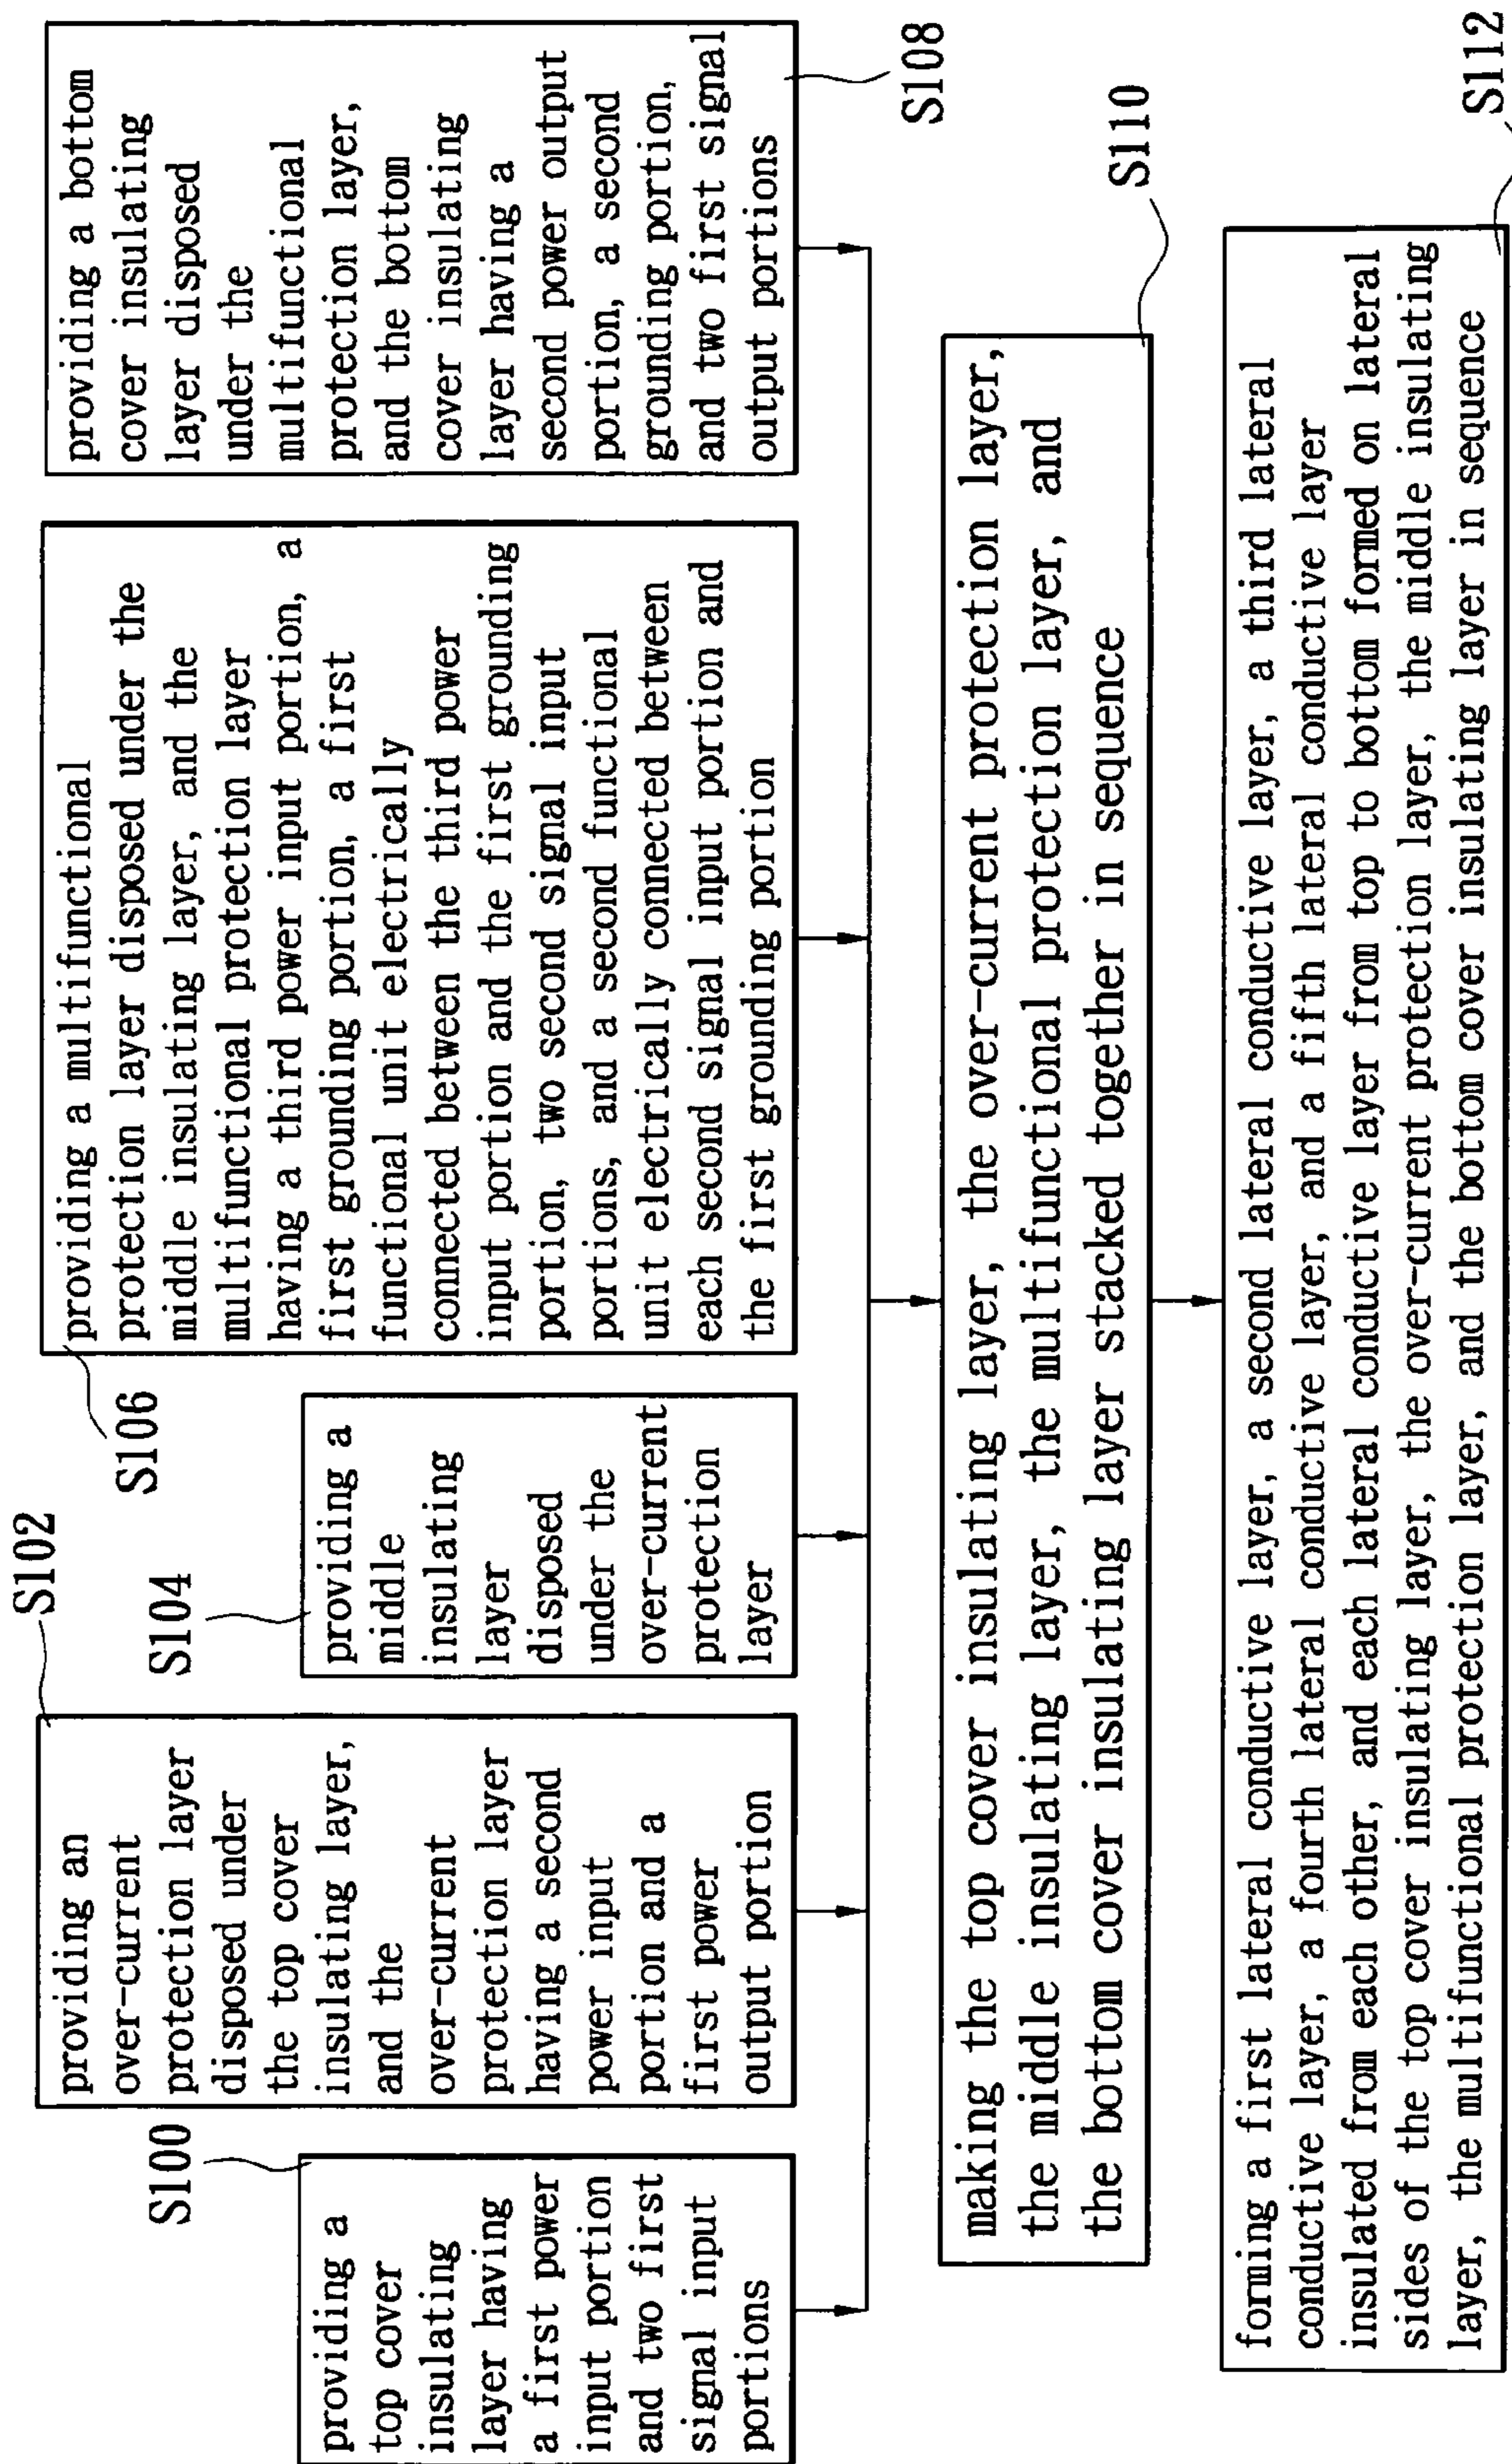 S100
providing a
top cover
insulating
layer having
a first power
input portion
and two first
signal input
portions
S102
providing an
over-current
protection layer
disposed under
the top cover
insulating layer,
and the
over-current
protection layer
having a second
power input
portion and a
first power
output portion
S104
providing a
middle
insulating
layer
disposed
under the
over-current
protection
layer
S106
providing a multifunctional
protection layer disposed under the
middle insulating layer, and the
multifunctional protection layer
having a third power input portion, a
first grounding portion, a first
functional unit electrically
connected between the third power
input portion and the first grounding
portion, two second signal input
portions, and a second functional
unit electrically connected between
each second signal input portion and
the first grounding portion
providing a bottom
cover insulating
layer disposed
under the
multifunctional
protection layer,
and the bottom
cover insulating
layer having a
second power output
portion, a second
grounding portion,
and two first signal
output portions
S108
making the top cover insulating layer, the over-current protection layer,
the middle insulating layer, the multifunctional protection layer, and
the bottom cover insulating layer stacked together in sequence
S110
forming a first lateral conductive layer, a second lateral conductive layer, a third lateral
conductive layer, a fourth lateral conductive layer, and a fifth lateral conductive layer
insulated from each other, and each lateral conductive layer from top to bottom formed on lateral
sides of the top cover insulating layer, the over-current protection layer, the middle insulating
layer, the multifunctional protection layer, and the bottom cover insulating layer in sequence
S112